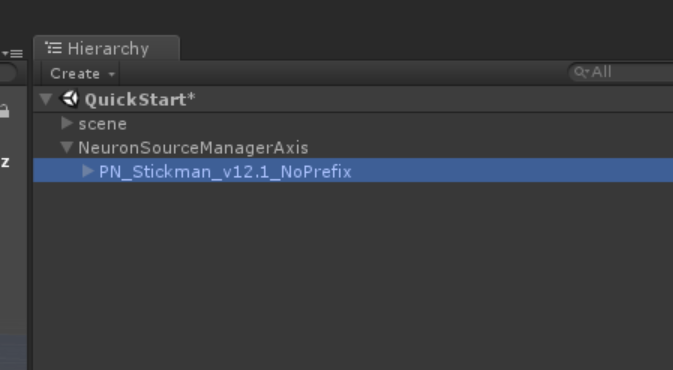 Hierarchy
Create
All
QuickStart*
scene
z
NeuronSourceManagerAxis
PN_Stickman_v12.1_NoPrefix